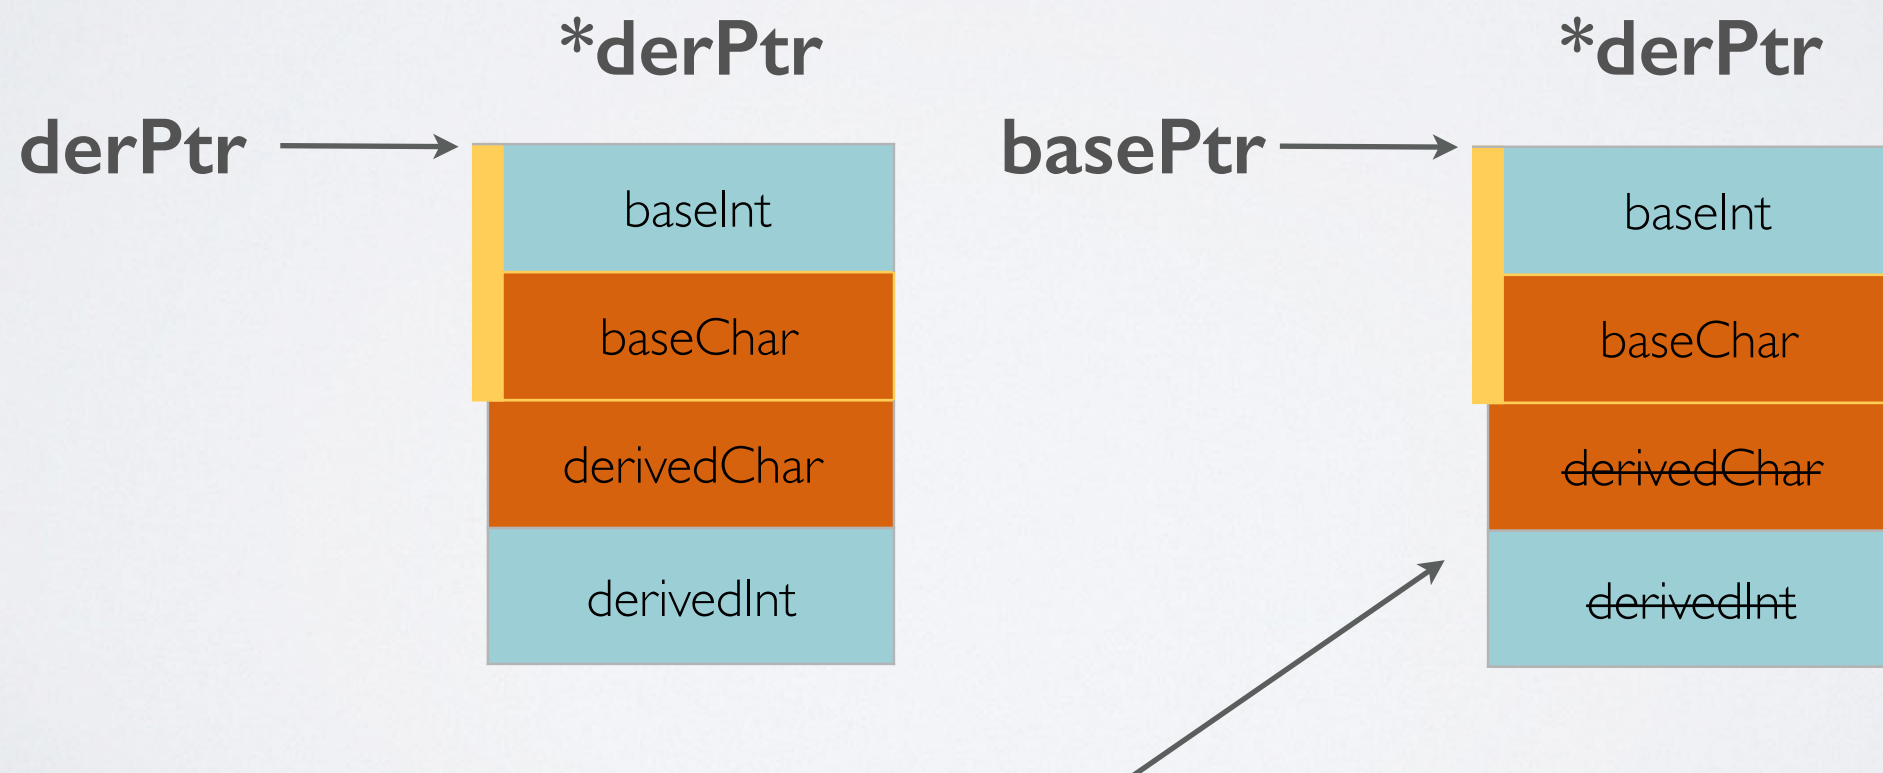 *derPtr
derPtr
baseInt
baseChar
derivedChar
derivedInt
*derPtr
basePtr
baseInt
baseChar
derivedChar
derivedInt